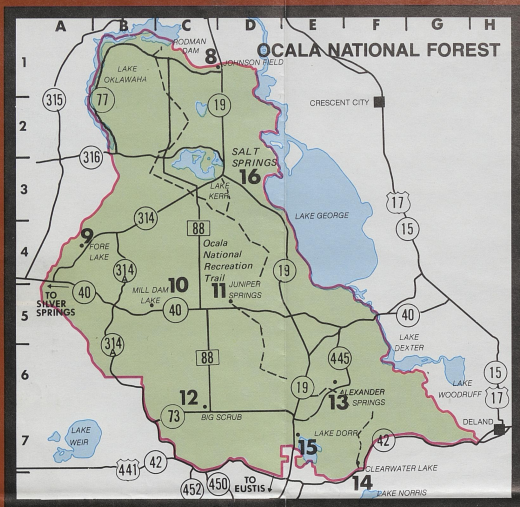 A B C D E F G H
OCALA NATIONAL FOREST
RODMAN
DAM
8
JOHNSON FIELD
1
LAKE
OKLAWAHA
315
77
19
CRESCENT CITY
2
316
SALT
SPRINGS
16
3
LAKE
KERR
17
15
LAKE GEORGE
314
88
9
FORE
LAKE
Ocala
National
Recreation
Trail
4
314
A
19
TO
SILVER
SPRINGS
40
MILL DAM
LAKE
10
40
11
JUNIPER
SPRINGS
40
5
314
A
88
445
LAKE
DEXTER
6
19
15
17
LAKE
WOODRUFF
13
ALEXANDER
SPRINGS
12
BIG SCRUB
73
DELAND
7
LAKE
WEIR
15
LAKE DORR
42
441
42
452
450
TO
EUSTIS
CLEARWATER LAKE
14
LAKE NORRIS